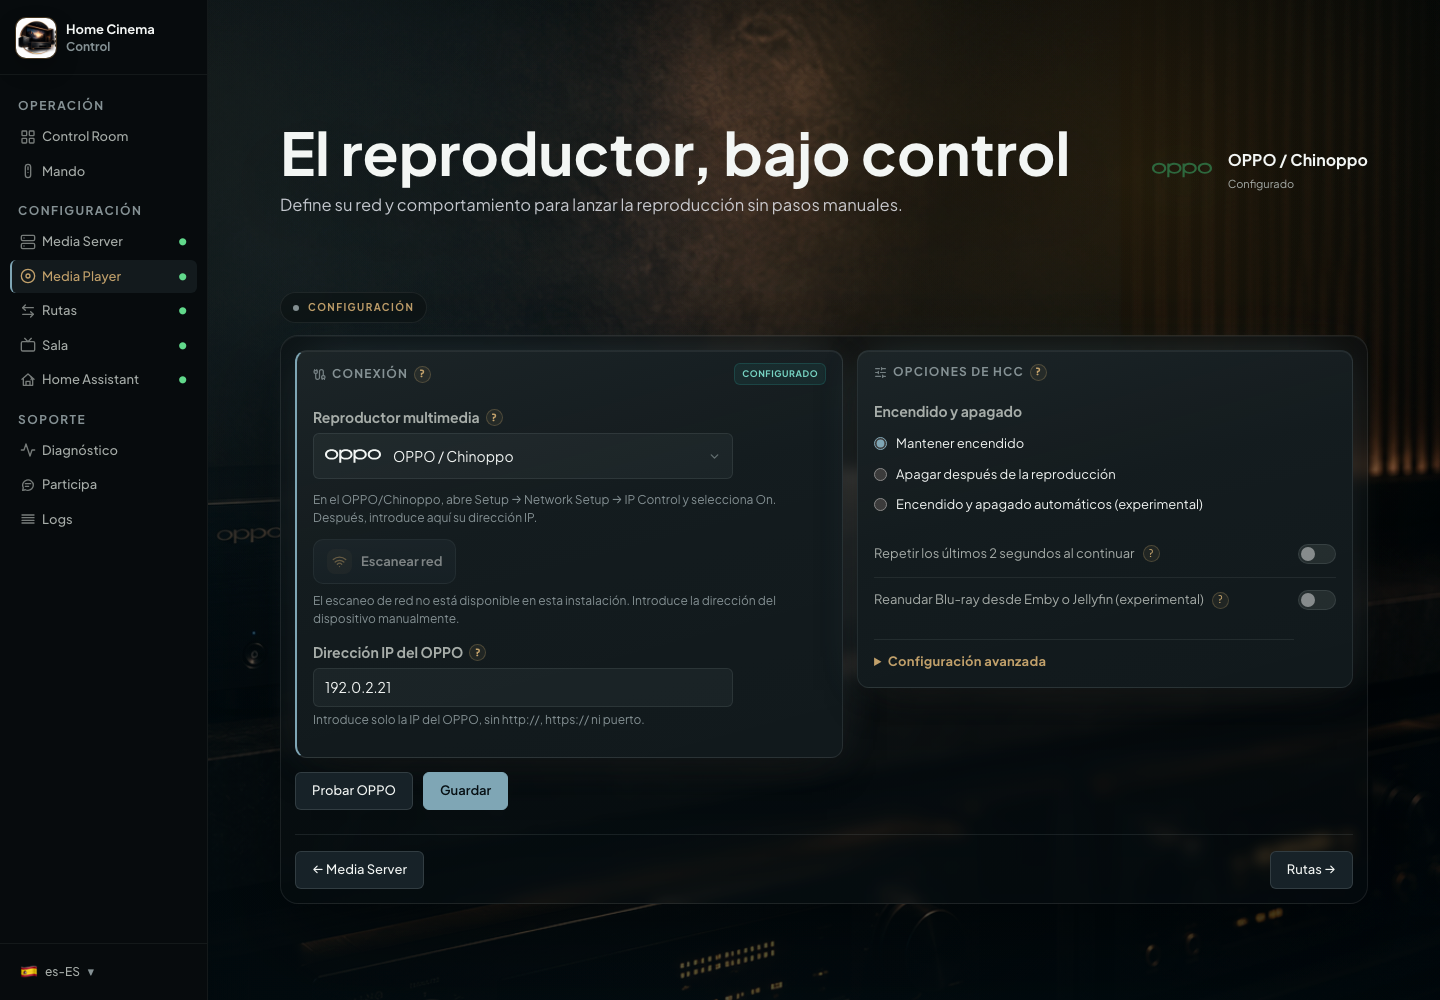 Home Cinema
Control
OPERACIÓN
Control Room
Mando
CONFIGURACIÓN
Media Server
Media Player
Rutas
Sala
Home Assistant
SOPORTE
Diagnóstico
Participa
Logs
es-ES ▾
El reproductor, bajo control
Define su red y comportamiento para lanzar la reproducción sin pasos manuales.
oppo
OPPO / Chinoppo
Configurado
CONFIGURACIÓN
CONEXIÓN ?
CONFIGURADO
Reproductor multimedia ?
oppo OPPO / Chinoppo
En el OPPO/Chinoppo, abre Setup → Network Setup → IP Control y selecciona On.
Después, introduce aquí su dirección IP.
Escanear red
El escaneo de red no está disponible en esta instalación. Introduce la dirección del
dispositivo manualmente.
Dirección IP del OPPO ?
192.0.2.21
Introduce solo la IP del OPPO, sin http://, https:// ni puerto.
OPCIONES DE HCC ?
Encendido y apagado
Mantener encendido
Apagar después de la reproducción
Encendido y apagado automáticos (experimental)
Repetir los últimos 2 segundos al continuar ?
Reanudar Blu-ray desde Emby o Jellyfin (experimental) ?
▶ Configuración avanzada
Probar OPPO
Guardar
← Media Server
Rutas →
oppo